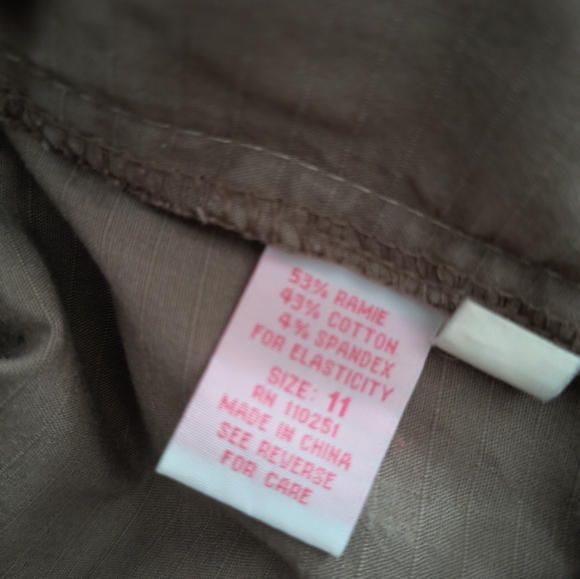 53% RAMIE
43% COTTON
4% SPANDEX
FOR ELASTICITY
SIZE: 11
RN 110251
MADE IN CHINA
SEE REVERSE
FOR CARE